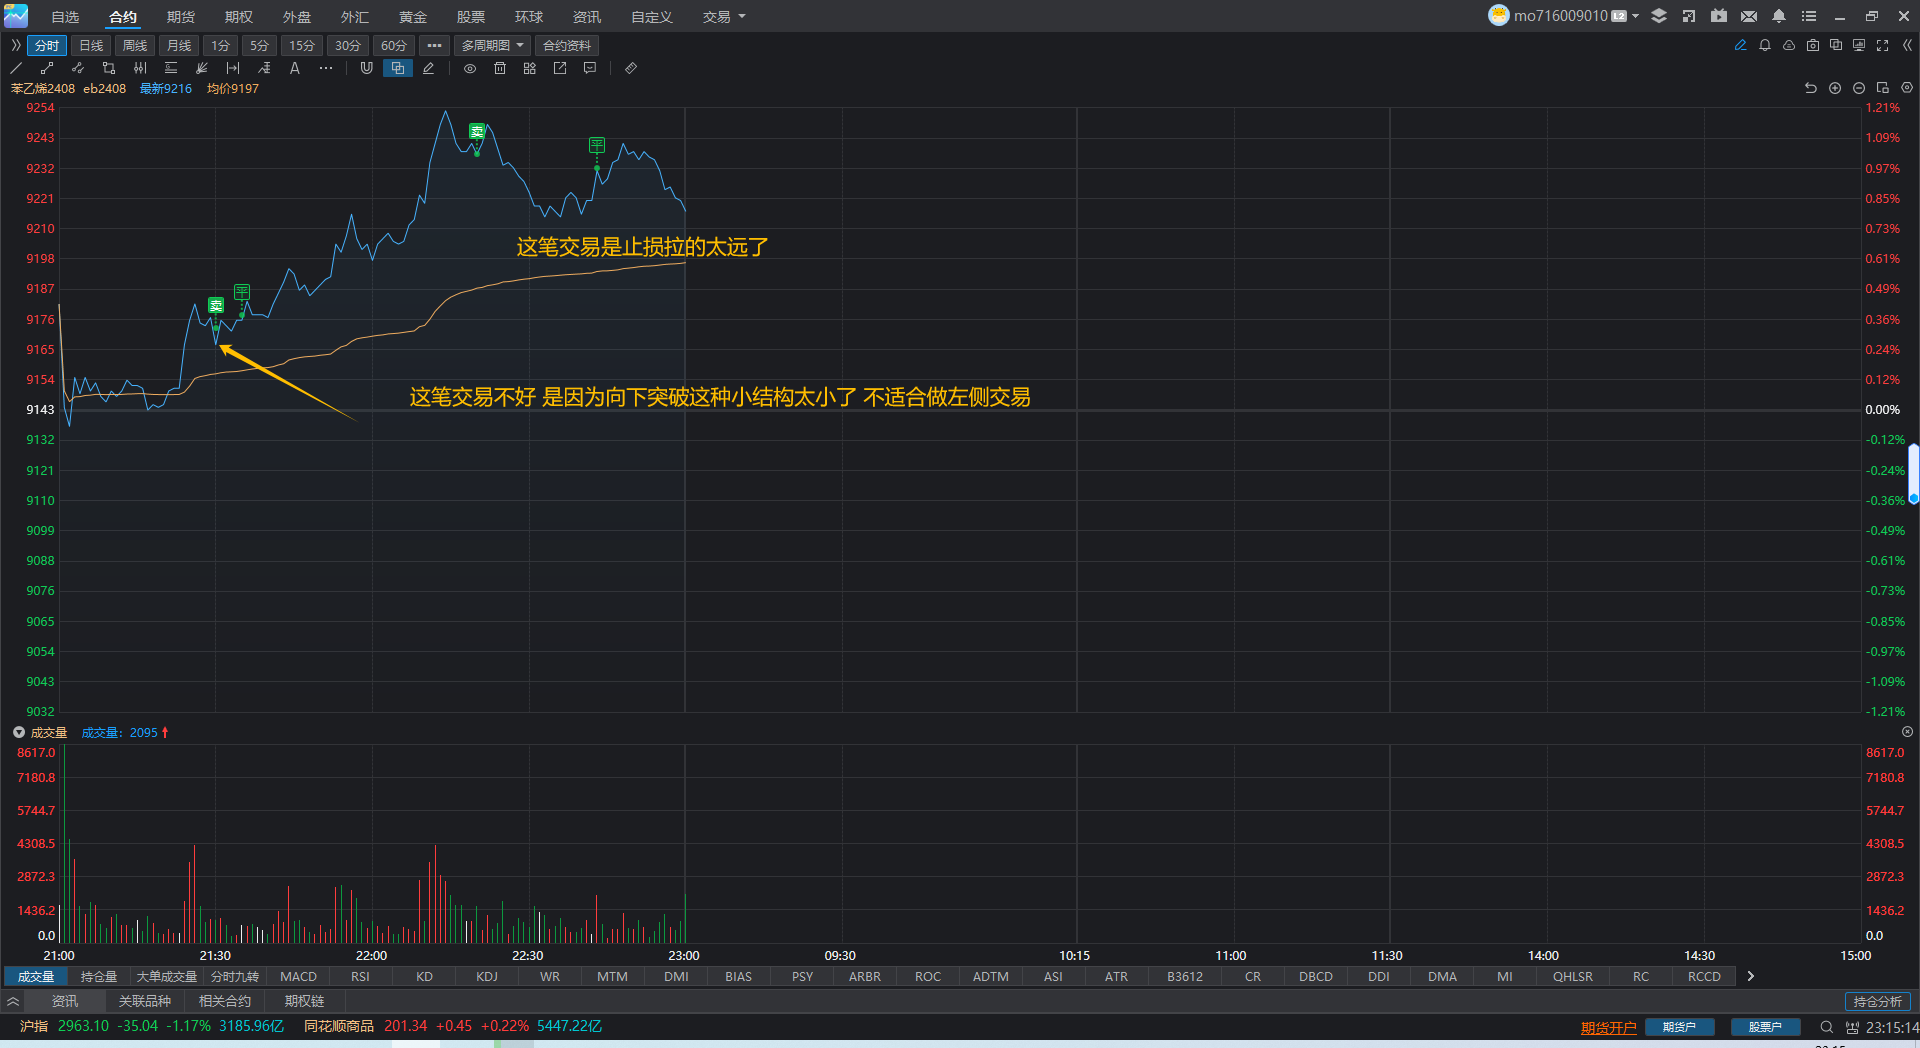 自选 合约 期货 期权 外盘 外汇 黄金 股票 环球 资讯 自定义 交易 mo716009010 L2
分时 日线 周线 月线 1分 5分 15分 30分 60分 多周期图 合约资料
苯乙烯2408 eb2408 最新9216 均价9197
9254 1.21%
9243 1.09%
卖
平
9232 0.97%
9221 0.85%
9210 0.73%
这笔交易是止损拉的太远了
9198 0.61%
9187 0.49%
平
卖
9176 0.36%
9165 0.24%
9154 0.12%
这笔交易不好 是因为向下突破这种小结构太小了 不适合做左侧交易
9143 0.00%
9132 -0.12%
9121 -0.24%
9110 -0.36%
9099 -0.49%
9088 -0.61%
9076 -0.73%
9065 -0.85%
9054 -0.97%
9043 -1.09%
9032 -1.21%
成交量 成交量: 2095
8617.0 8617.0
7180.8 7180.8
5744.7 5744.7
4308.5 4308.5
2872.3 2872.3
1436.2 1436.2
0.0 0.0
21:00 21:30 22:00 22:30 23:00 09:30 10:15 11:00 11:30 14:00 14:30 15:00
成交量 持仓量 大单成交量 分时九转 MACD RSI KD KDJ WR MTM DMI BIAS PSY ARBR ROC ADTM ASI ATR B3612 CR DBCD DDI DMA MI QHLSR RC RCCD
资讯 关联品种 相关合约 期权链 持仓分析
沪指 2963.10 -35.04 -1.17% 3185.96亿 同花顺商品 201.34 +0.45 +0.22% 5447.22亿 期货开户 期货户 股票户 23:15:14